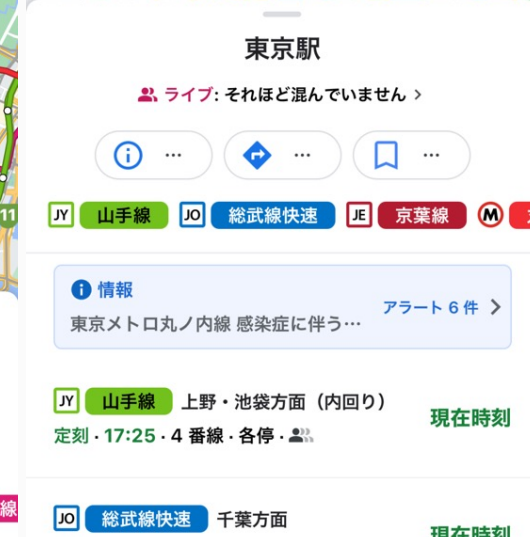 東京駅
ライブ: それほど混んでいません
...
...
...
11
JY 山手線 JO 総武線快速 JE 京葉線 M
情報
アラート 6 件
東京メトロ丸ノ内線 感染症に伴う…
JY 山手線 上野・池袋方面（内回り）
現在時刻
定刻・17:25・4 番線・各停・
線
JO 総武線快速 千葉方面
現在時刻